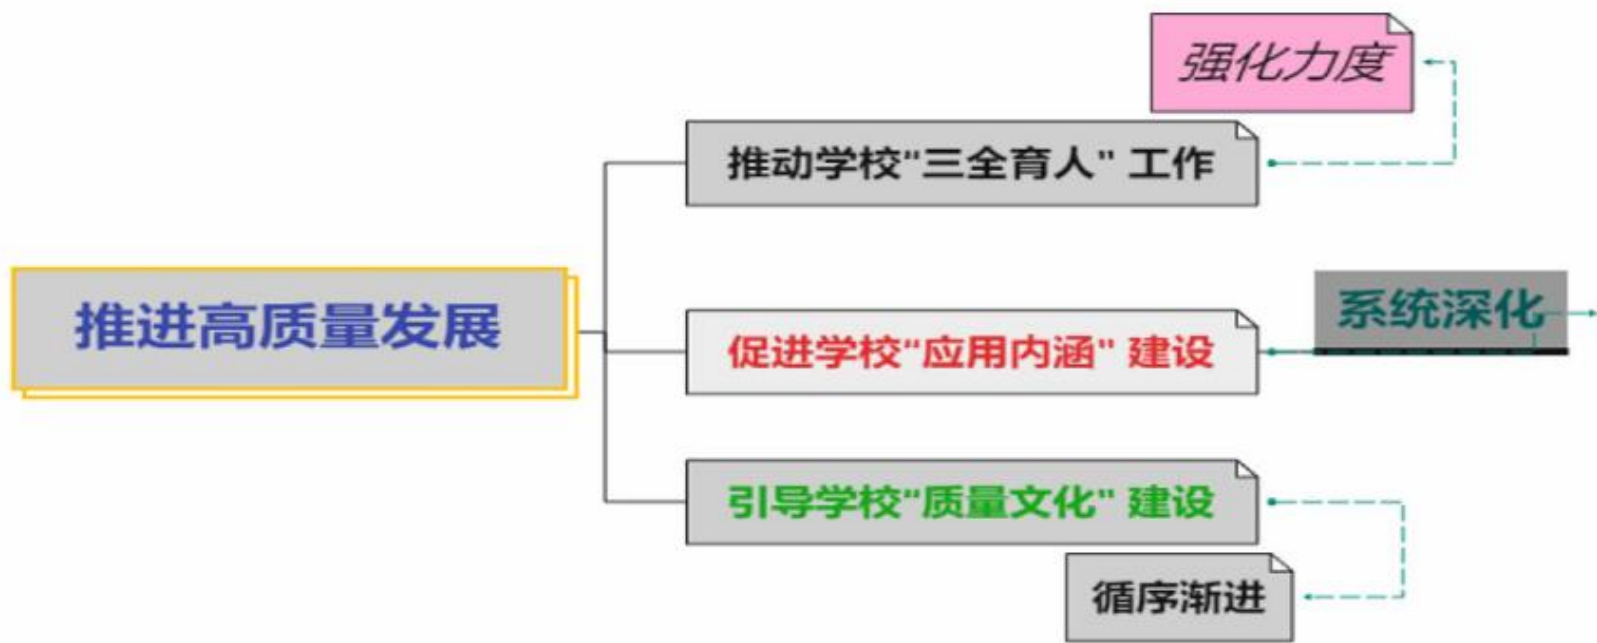 强化力度
推动学校“三全育人” 工作
推进高质量发展
系统深化
促进学校“应用内涵” 建设
引导学校“质量文化” 建设
循序渐进